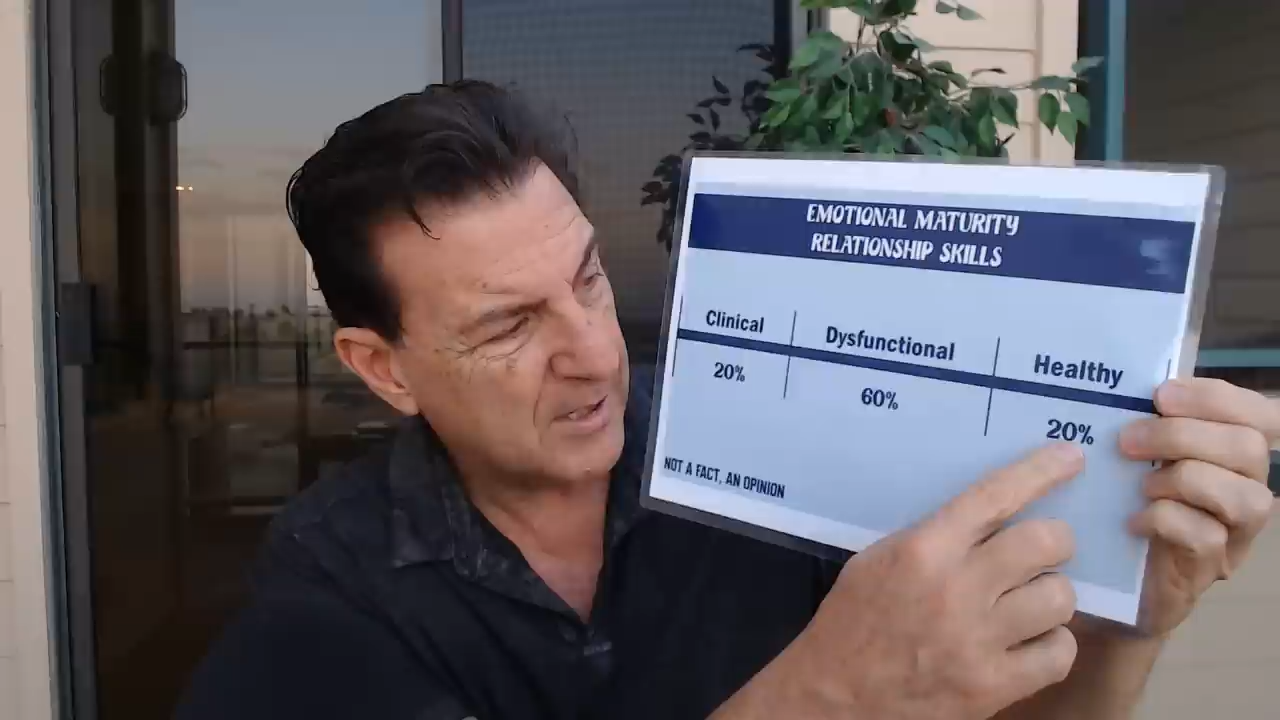 EMOTIONAL MATURITY
RELATIONSHIP SKILLS
Clinical Dysfunctional Healthy
20% 60% 20%
NOT A FACT, AN OPINION